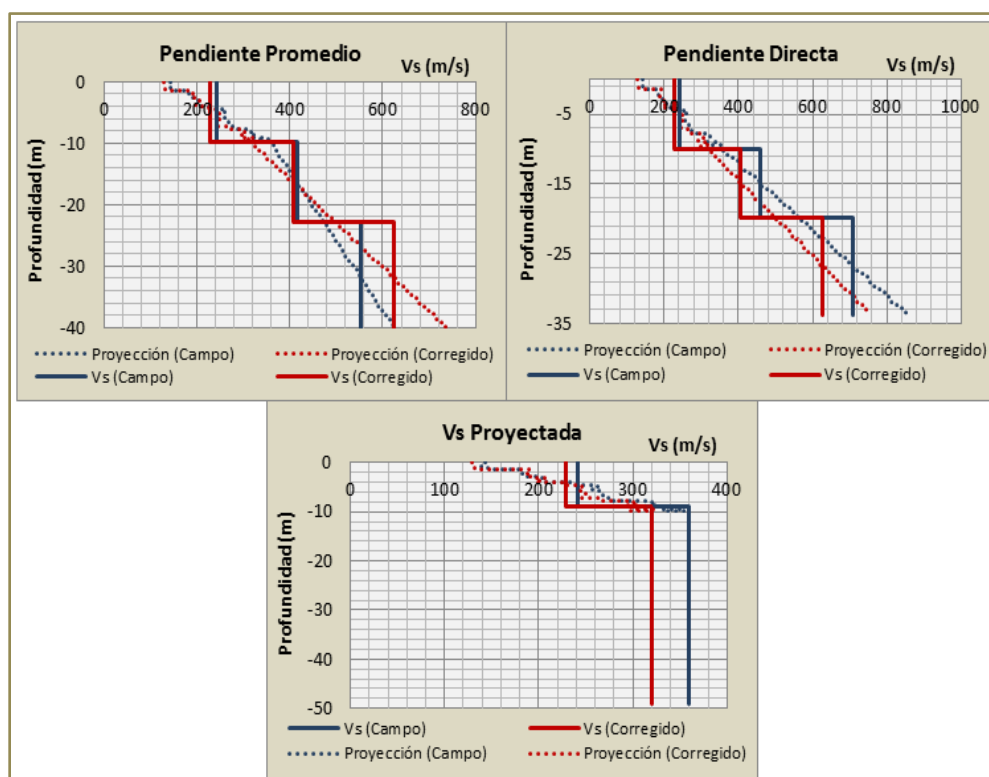 Pendiente Promedio
Vs (m/s)
0
200
400
600
800
0
-10
-20
-30
-40
Profundidad (m)
Proyección (Campo)
Proyección (Corregido)
Vs (Campo)
Vs (Corregido)
Pendiente Directa
Vs (m/s)
0
200
400
600
800
1000
-5
-15
-25
-35
Profundidad (m)
Proyección (Campo)
Proyección (Corregido)
Vs (Campo)
Vs (Corregido)
Vs Proyectada
Vs (m/s)
0
100
200
300
400
0
-10
-20
-30
-40
-50
Profundidad (m)
Vs (Campo)
Vs (Corregido)
Proyección (Campo)
Proyección (Corregido)